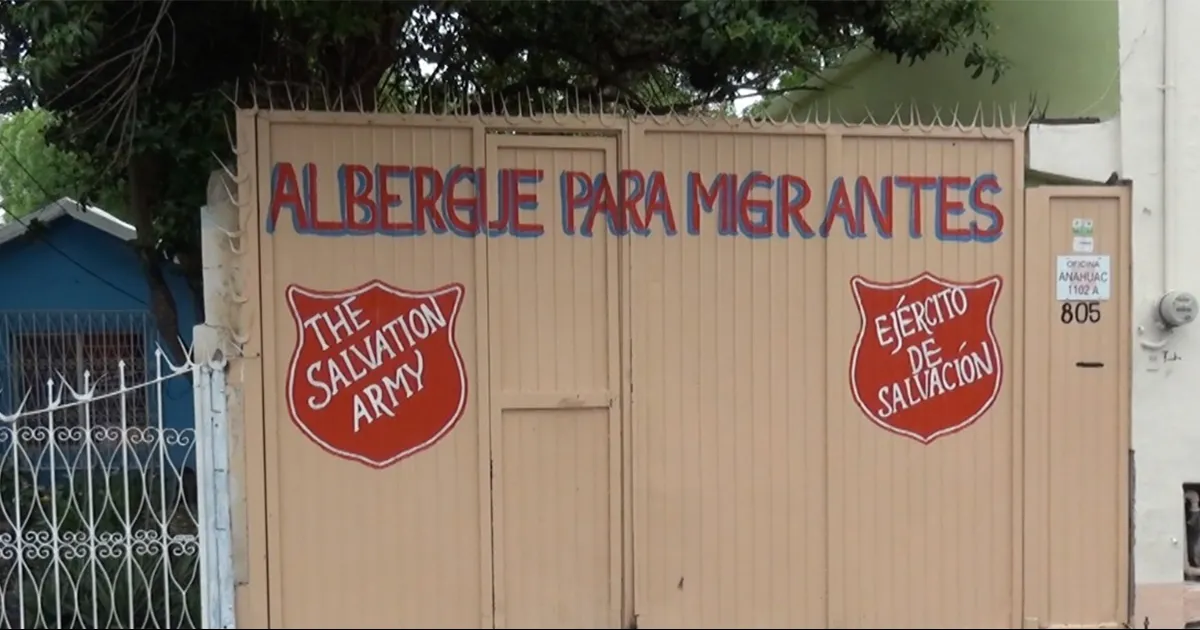 ALBERGUE PARA MIGRANTES
THE
SALVATION
ARMY
EJÉRCITO
DE
SALVACIÓN
OFICINA
ANAHUAC
1102 A
805